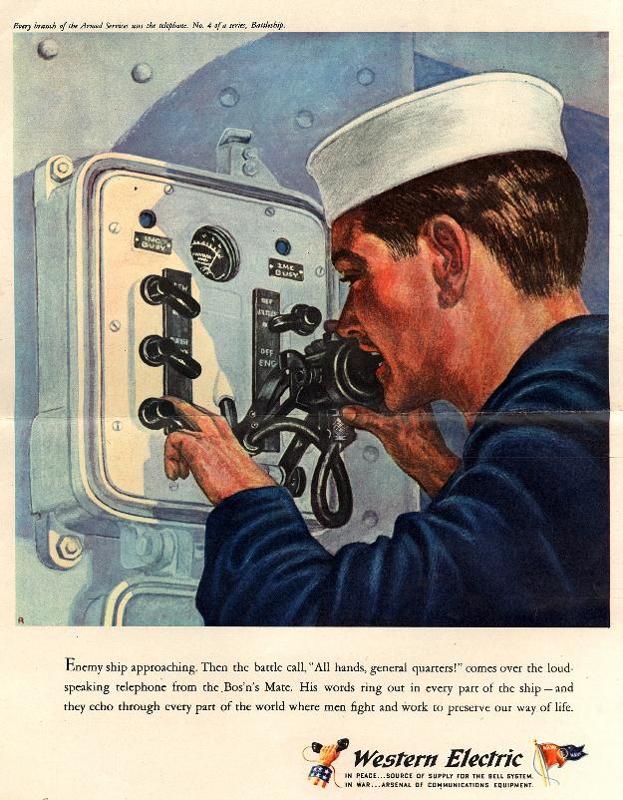 Every branch of the Armed Services uses the telephone. No. 4 of a series, Battleship.
1MC
BUSY
2MC
BUSY
OFF
ENG
Enemy ship approaching. Then the battle call, "All hands, general quarters!" comes over the loud-
speaking telephone from the Bos'n's Mate. His words ring out in every part of the ship—and
they echo through every part of the world where men fight and work to preserve our way of life.
Western Electric
IN PEACE...SOURCE OF SUPPLY FOR THE BELL SYSTEM.
IN WAR...ARSENAL OF COMMUNICATIONS EQUIPMENT.